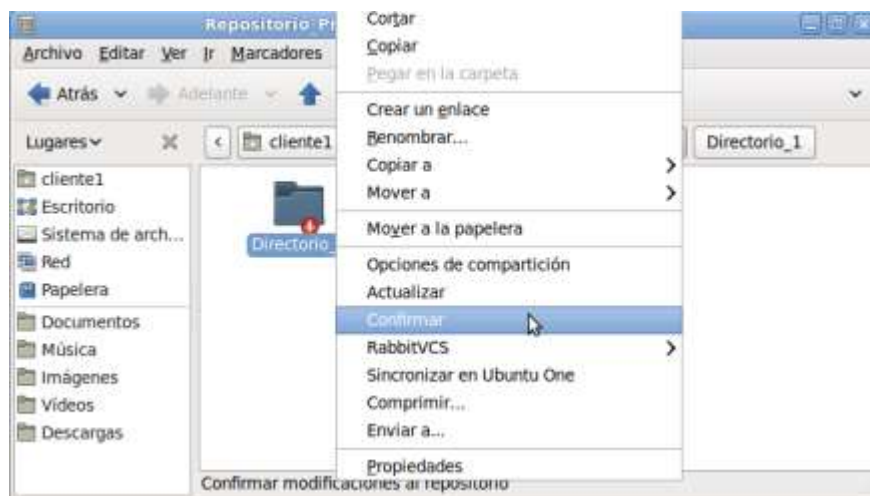 Repositorio_Pr
Archivo Editar Ver Ir Marcadores
Atrás Adelante
Lugares
cliente1
Directorio_1
cliente1
Escritorio
Sistema de arch...
Red
Papelera
Documentos
Música
Imágenes
Vídeos
Descargas
Directorio_
Cortar
Copiar
Pegar en la carpeta
Crear un enlace
Renombrar...
Copiar a
Mover a
Mover a la papelera
Opciones de compartición
Actualizar
Confirmar
RabbitVCS
Sincronizar en Ubuntu One
Comprimir...
Enviar a...
Propiedades
Confirmar modificaciones al repositorio